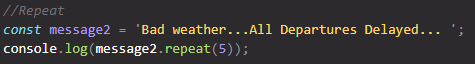 //Repeat
const message2 = 'Bad weather...All Departures Delayed... ';
console.log(message2.repeat(5));